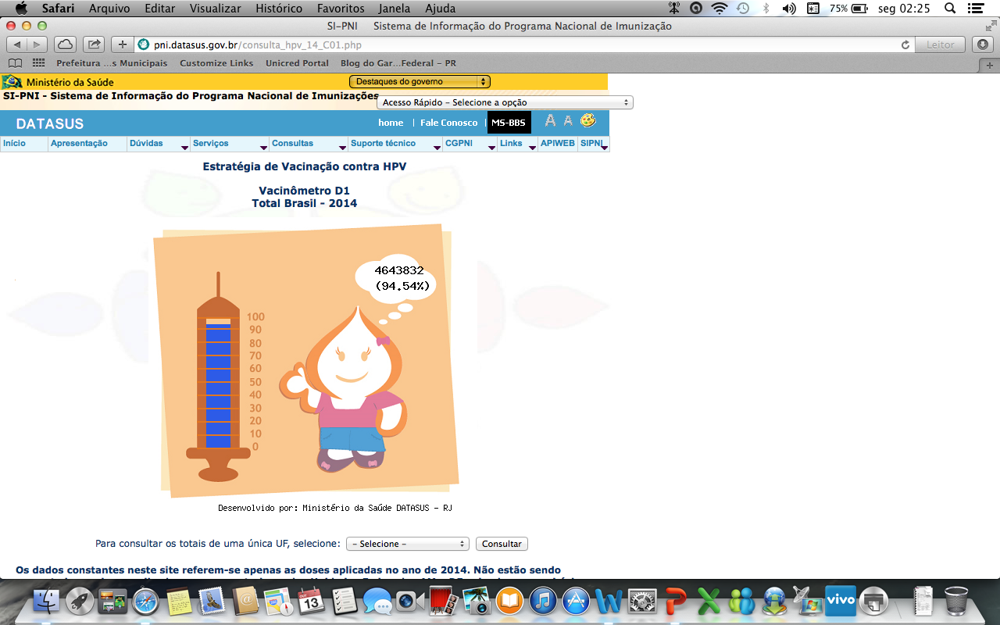 Safari Arquivo Editar Visualizar Histórico Favoritos Janela Ajuda 75% seg 02:25
SI-PNI Sistema de Informação do Programa Nacional de Imunização
pni.datasus.gov.br/consulta_hpv_14_C01.php Leitor
Prefeitura ...s Municipais Customize Links Unicred Portal Blog do Gar...Federal - PR
Ministério da Saúde Destaques do governo
SI-PNI - Sistema de Informação do Programa Nacional de Imunizações
Acesso Rápido - Selecione a opção
DATASUS home | Fale Conosco | MS-BBS A A
Início Apresentação Dúvidas Serviços Consultas Suporte técnico CGPNI Links APIWEB SIPNI
Estratégia de Vacinação contra HPV
Vacinômetro D1
Total Brasil - 2014
4643832
(94.54%)
100
90
80
70
60
50
40
30
20
10
0
Desenvolvido por: Ministério da Saúde DATASUS - RJ
Para consultar os totais de uma única UF, selecione: - Selecione - Consultar
Os dados constantes neste site referem-se apenas as doses aplicadas no ano de 2014. Não estão sendo
OUT
13
vivo